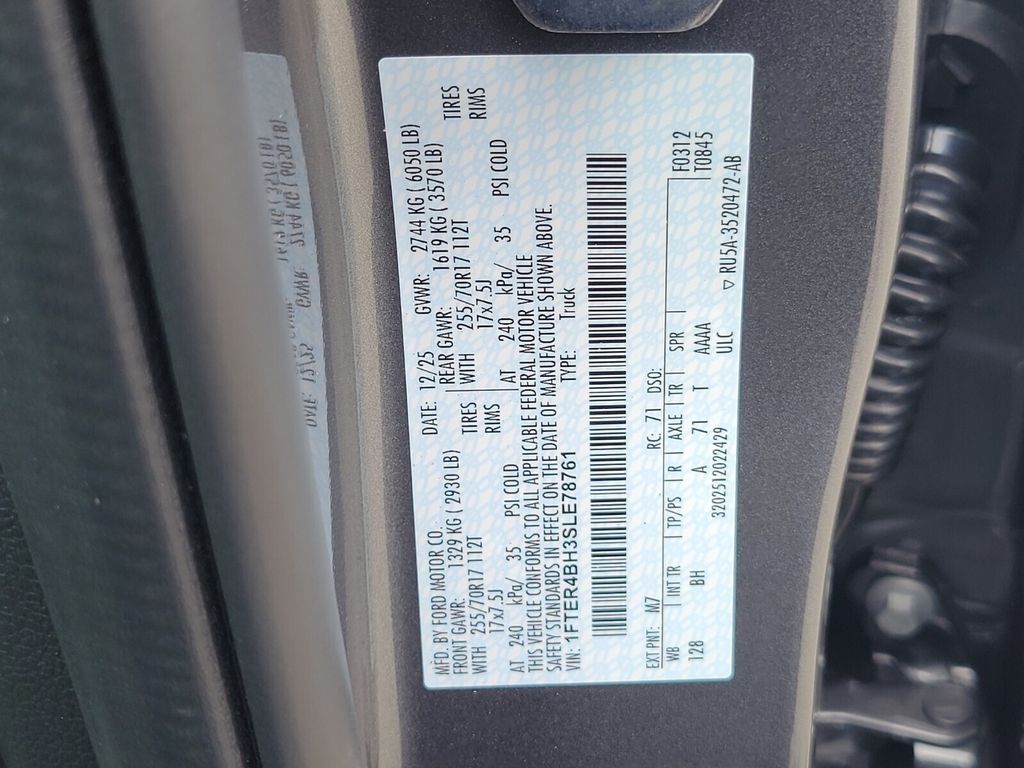 MFD. BY FORD MOTOR CO. DATE: 12/25 GVWR: 2744 KG ( 6050 LB)
FRONT GAWR: 1329 KG ( 2930 LB) REAR GAWR: 1619 KG ( 3570 LB)
WITH 255/70R17 112T TIRES WITH 255/70R17 112T TIRES
17x7.5J RIMS 17x7.5J RIMS
AT 240 kPa/ 35 PSI COLD AT 240 kPa/ 35 PSI COLD
THIS VEHICLE CONFORMS TO ALL APPLICABLE FEDERAL MOTOR VEHICLE
SAFETY STANDARDS IN EFFECT ON THE DATE OF MANUFACTURE SHOWN ABOVE.
VIN: 1FTER4BH3SLE78761 TYPE: Truck
EXT PNT: M7 RC: 71 DSO: F0312
WB INT TR TP/PS R AXLE TR SPR T0845
128 BH A 71 T AAAA
3202512022429 ULC
▽ RU5A-3520472-AB